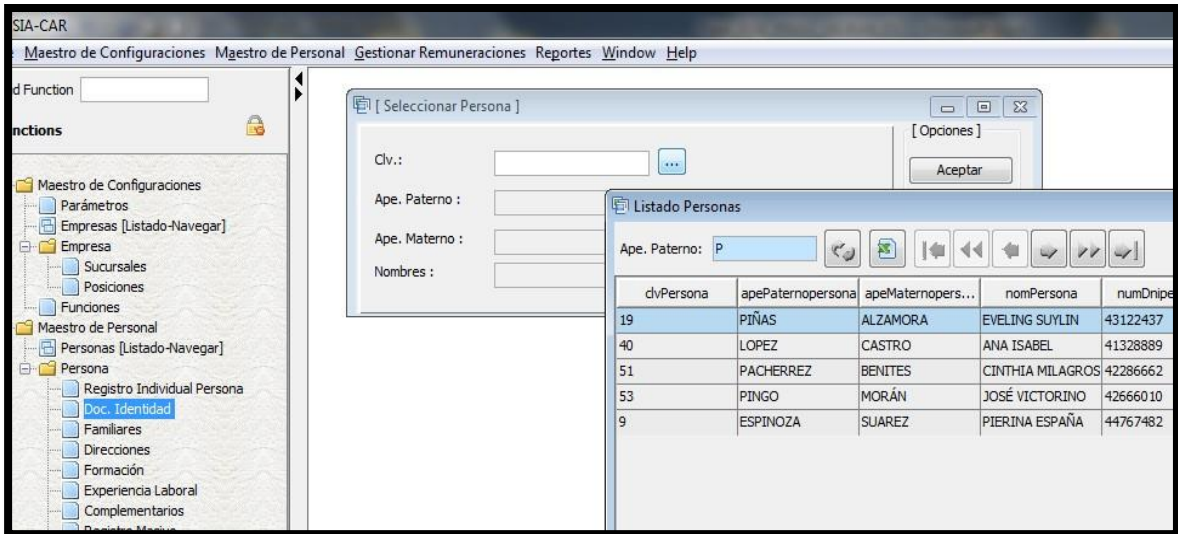 SIA-CAR
Maestro de Configuraciones Maestro de Personal Gestionar Remuneraciones Reportes Window Help
d Function
nctions
Maestro de Configuraciones
Parámetros
Empresas [Listado-Navegar]
Empresa
Sucursales
Posiciones
Funciones
Maestro de Personal
Personas [Listado-Navegar]
Persona
Registro Individual Persona
Doc. Identidad
Familiares
Direcciones
Formación
Experiencia Laboral
Complementarios
[ Seleccionar Persona ]
Clv.:
...
Ape. Paterno :
Ape. Materno :
Nombres :
[ Opciones ]
Aceptar
Listado Personas
Ape. Paterno: P
clvPersona apePaternopersona apeMaternopers... nomPersona numDnipe
19 PIÑAS ALZAMORA EVELING SUYLIN 43122437
40 LOPEZ CASTRO ANA ISABEL 41328889
51 PACHERREZ BENITES CINTHIA MILAGROS 42286662
53 PINGO MORÁN JOSÉ VICTORINO 42666010
9 ESPINOZA SUAREZ PIERINA ESPAÑA 44767482